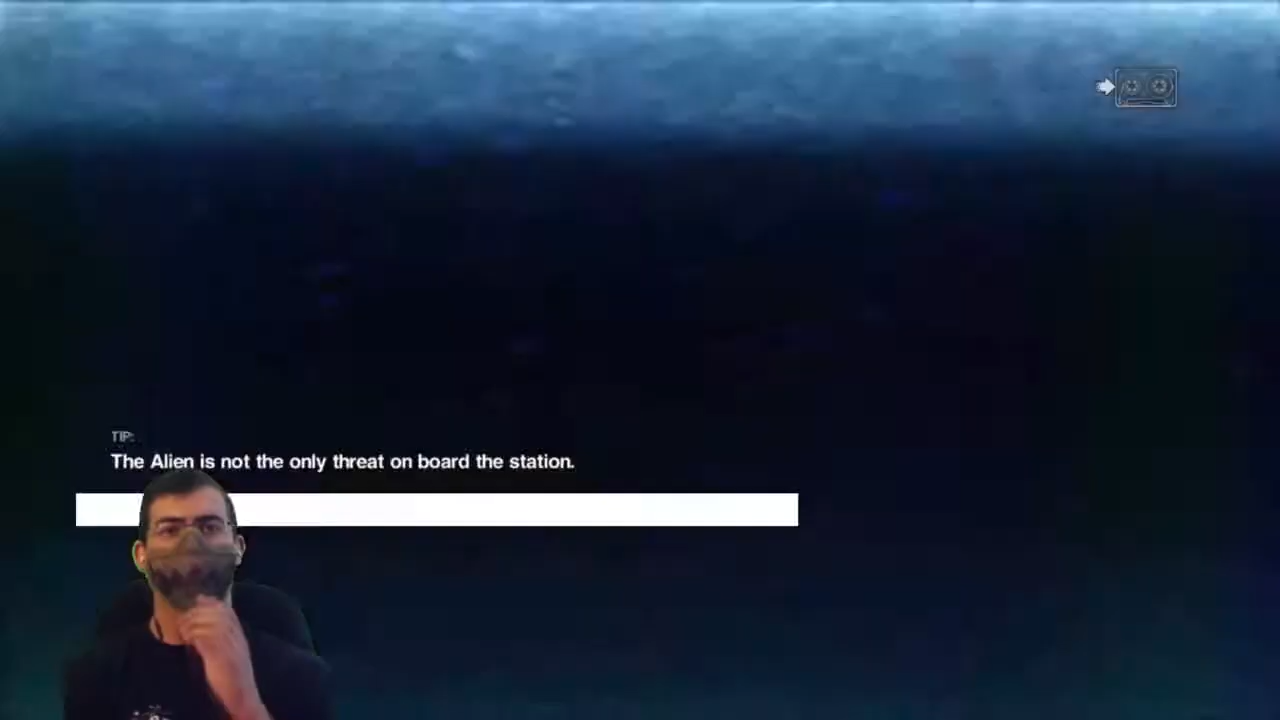 TIP:
The Alien is not the only threat on board the station.